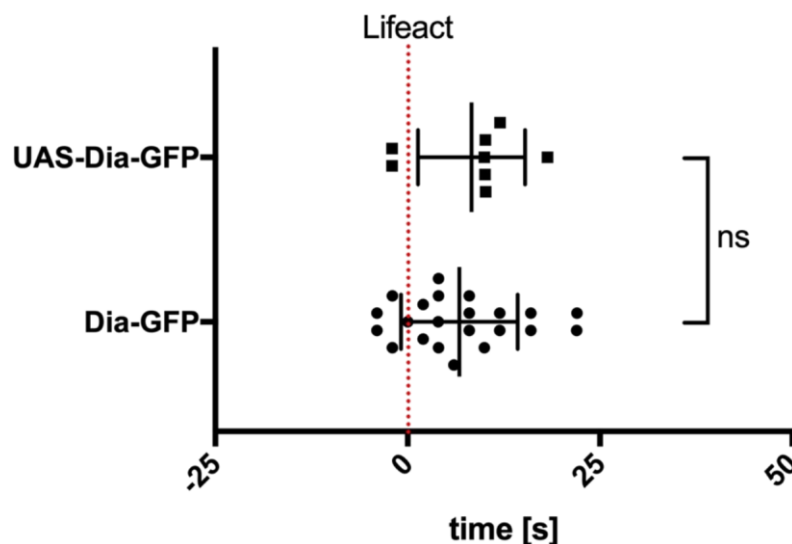 Lifeact
UAS-Dia-GFP
ns
Dia-GFP
-25
0
25
50
time [s]